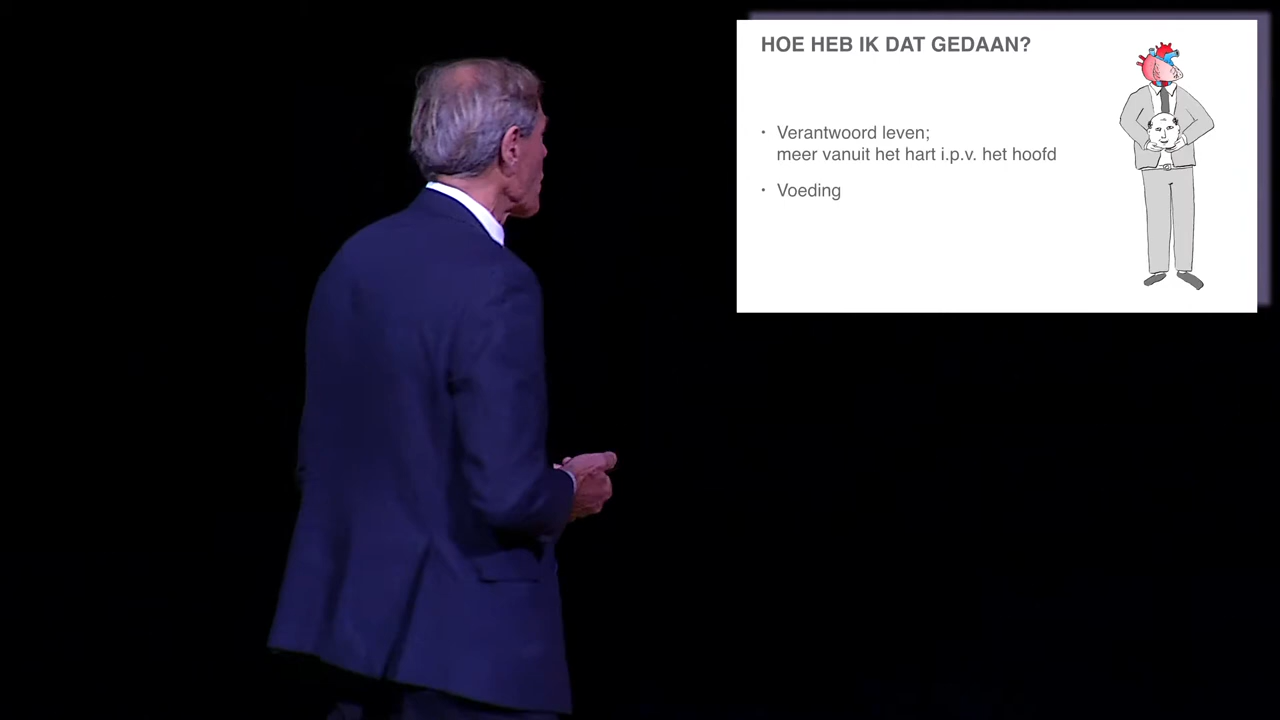 HOE HEB IK DAT GEDAAN?
• Verantwoord leven;
meer vanuit het hart i.p.v. het hoofd
• Voeding